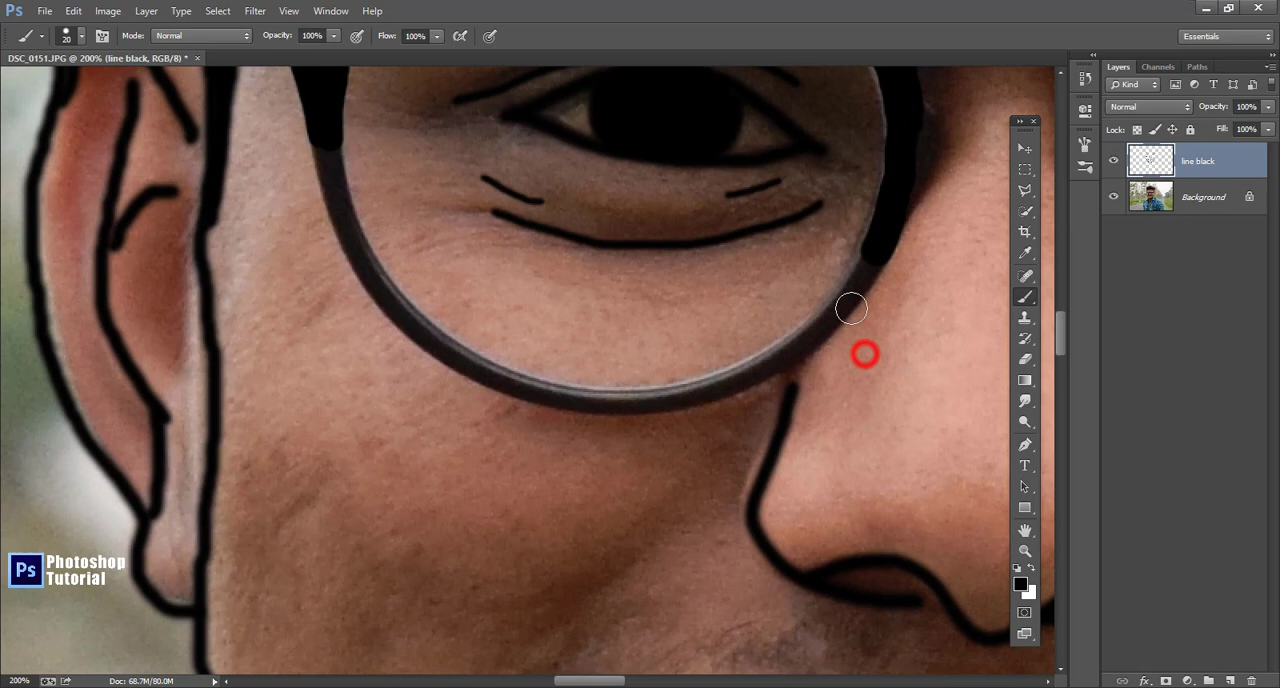 Ps File Edit Image Layer Type Select Filter View Window Help
20 Mode: Normal Opacity: 100% Flow: 100% Essentials
DSC_0151.JPG @ 200% (line black, RGB/8) * ×
Layers Channels Paths
Kind
Normal Opacity: 100%
Lock: Fill: 100%
line black
Background
Ps Photoshop
Tutorial
200% Doc: 68.7M/80.0M